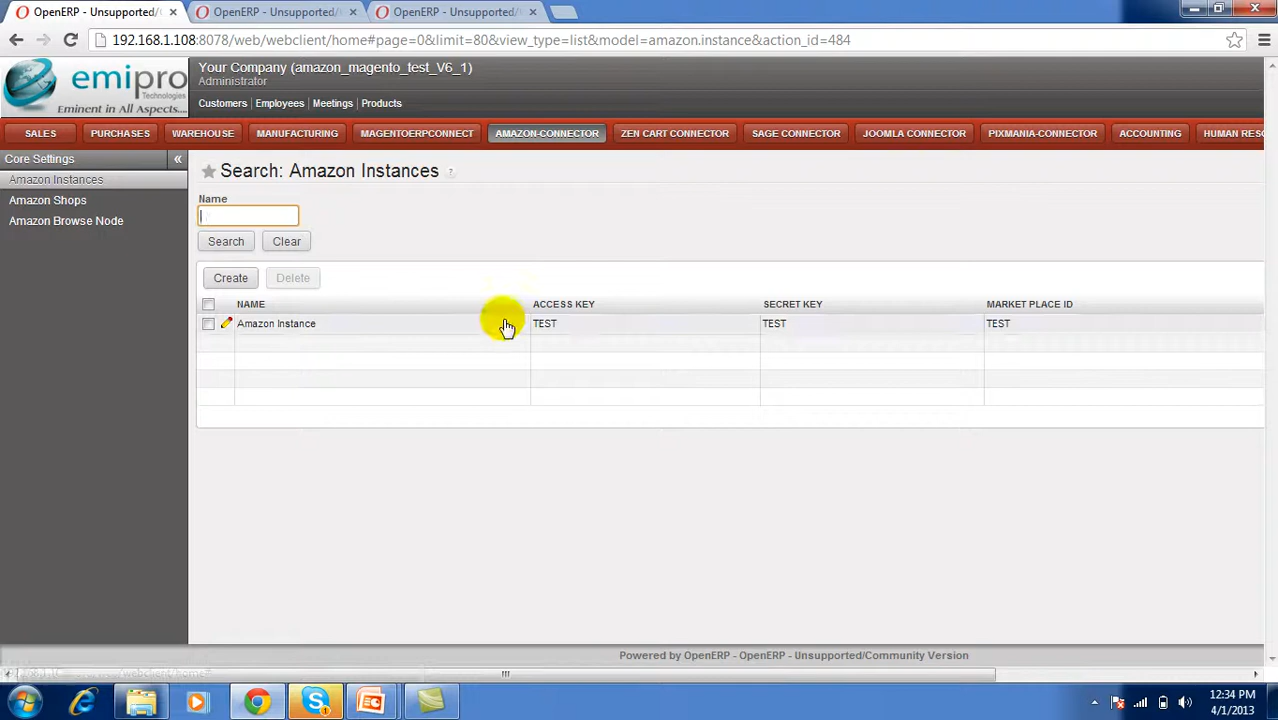 OpenERP - Unsupported/
OpenERP - Unsupported/
OpenERP - Unsupported/
192.168.1.108:8078/web/webclient/home#page=0&limit=80&view_type=list&model=amazon.instance&action_id=484
emipro
Technologies
Eminent in All Aspects....
Your Company (amazon_magento_test_V6_1)
Administrator
Customers Employees Meetings Products
SALES PURCHASES WAREHOUSE MANUFACTURING MAGENTOERPCONNECT AMAZON-CONNECTOR ZEN CART CONNECTOR SAGE CONNECTOR JOOMLA CONNECTOR PIXMANIA-CONNECTOR ACCOUNTING HUMAN RESO
Core Settings «
Amazon Instances
Amazon Shops
Amazon Browse Node
Search: Amazon Instances ?
Name
Search Clear
Create Delete
NAME ACCESS KEY SECRET KEY MARKET PLACE ID
Amazon Instance TEST TEST TEST
Powered by OpenERP - OpenERP - Unsupported/Community Version
12:34 PM
4/1/2013